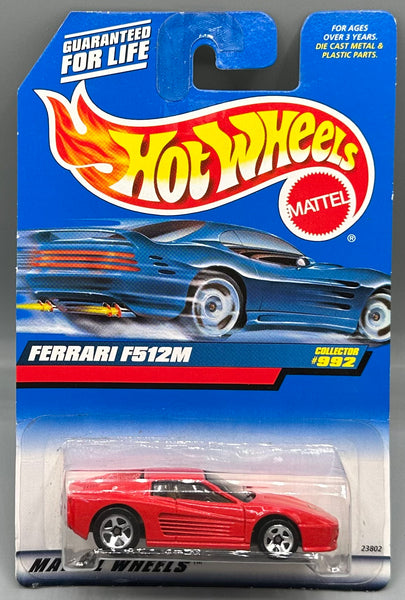 GUARANTEED
FOR LIFE
FOR AGES
OVER 3 YEARS.
DIE CAST METAL &
PLASTIC PARTS.
HOT WHEELS
MATTEL
®
FERRARI F512M
COLLECTOR
#992
23802
WHEELS™